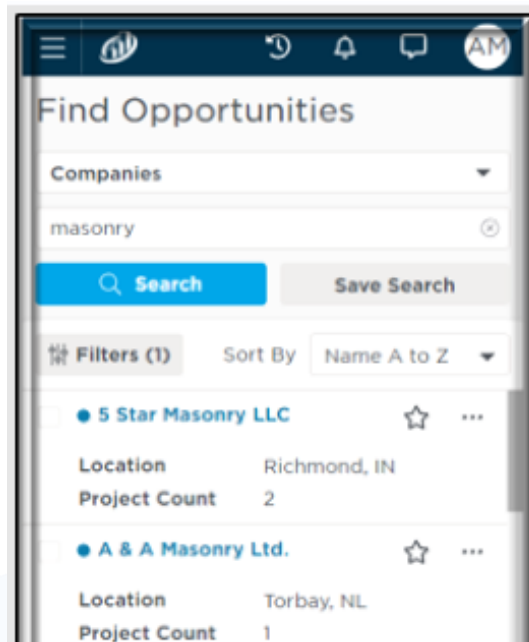 AM
Find Opportunities
Companies
masonry
Search Save Search
Filters (1) Sort By Name A to Z
5 Star Masonry LLC
Location Richmond, IN
Project Count 2
A & A Masonry Ltd.
Location Torbay, NL
Project Count 1